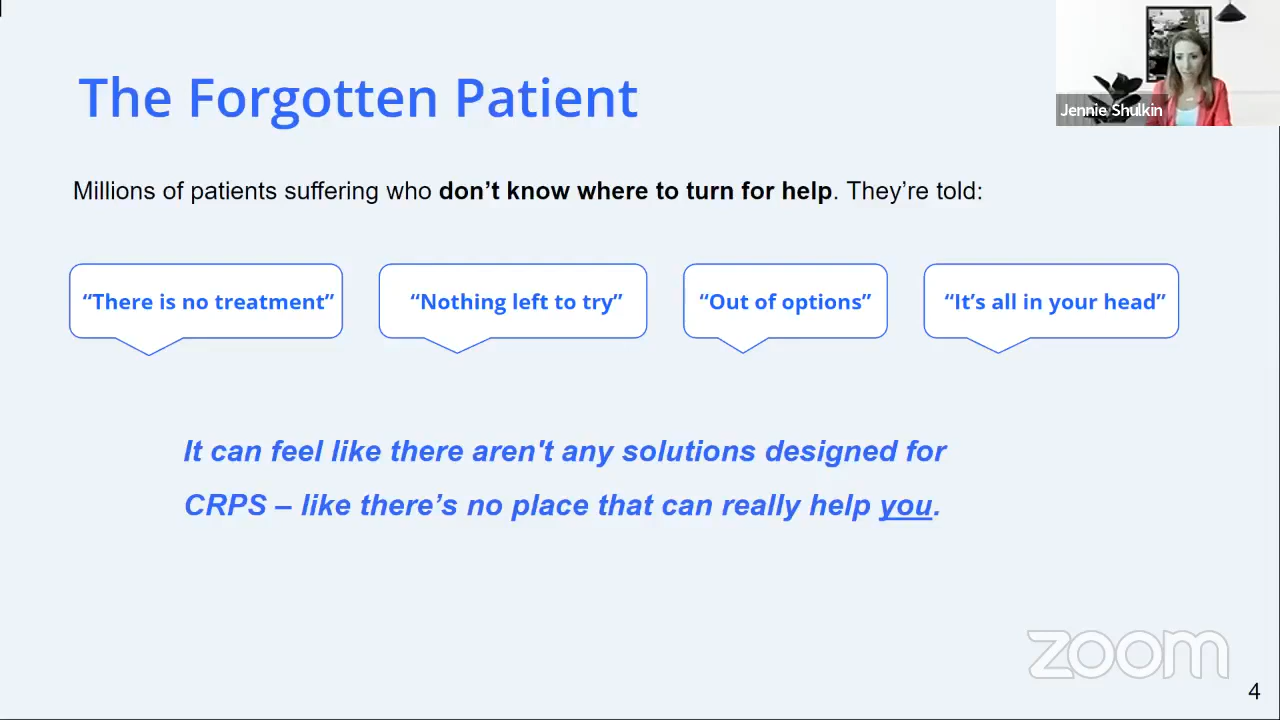 The Forgotten Patient
Jennie Shulkin
Millions of patients suffering who don’t know where to turn for help. They’re told:
“There is no treatment”
“Nothing left to try”
“Out of options”
“It’s all in your head”
It can feel like there aren't any solutions designed for
CRPS – like there’s no place that can really help you.
zoom
4